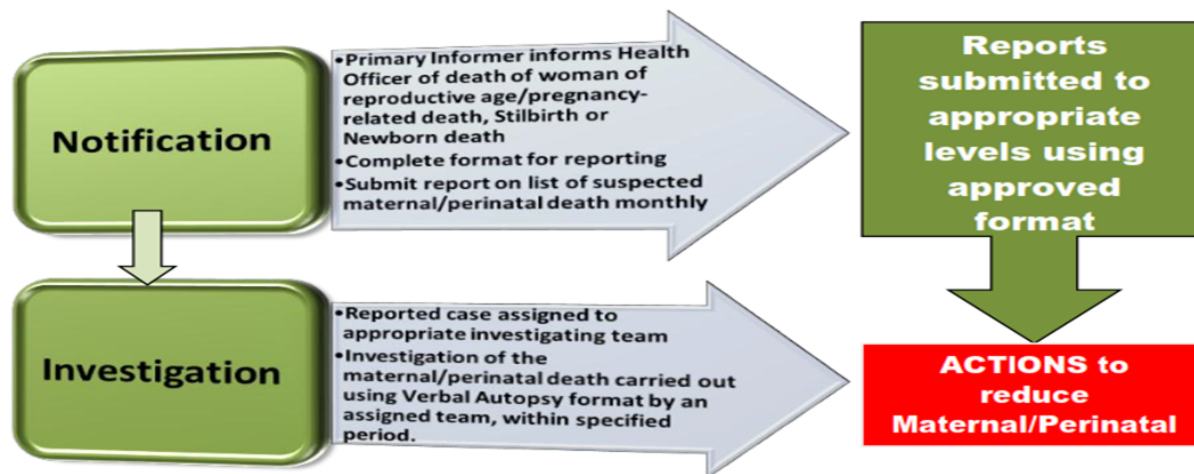 Notification
•Primary Informer informs Health
Officer of death of woman of
reproductive age/pregnancy-
related death, Stilbirth or
Newborn death
•Complete format for reporting
•Submit report on list of suspected
maternal/perinatal death monthly
Reports
submitted to
appropriate
levels using
approved
format
Investigation
•Reported case assigned to
appropriate investigating team
•Investigation of the
maternal/perinatal death carried out
using Verbal Autopsy format by an
assigned team, within specified
period.
ACTIONS to
reduce
Maternal/Perinatal